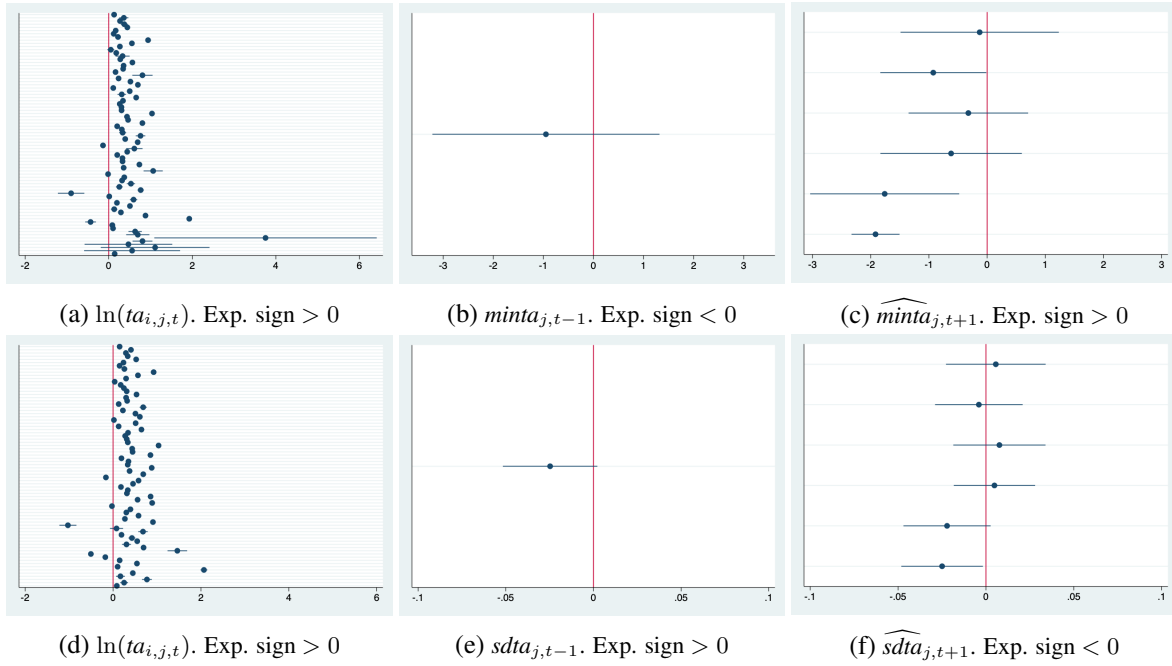 -2 0 2 4 6
-3 -2 -1 0 1 2 3
-3 -2 -1 0 1 2 3
(a) ln(ta_{i,j,t}). Exp. sign > 0
(b) minta_{j,t−1}. Exp. sign < 0
(c) \widehat{minta}_{j,t+1}. Exp. sign > 0
-2 0 2 4 6
-.1 -.05 0 .05 .1
-.1 -.05 0 .05 .1
(d) ln(ta_{i,j,t}). Exp. sign > 0
(e) sdta_{j,t−1}. Exp. sign > 0
(f) \widehat{sdta}_{j,t+1}. Exp. sign < 0